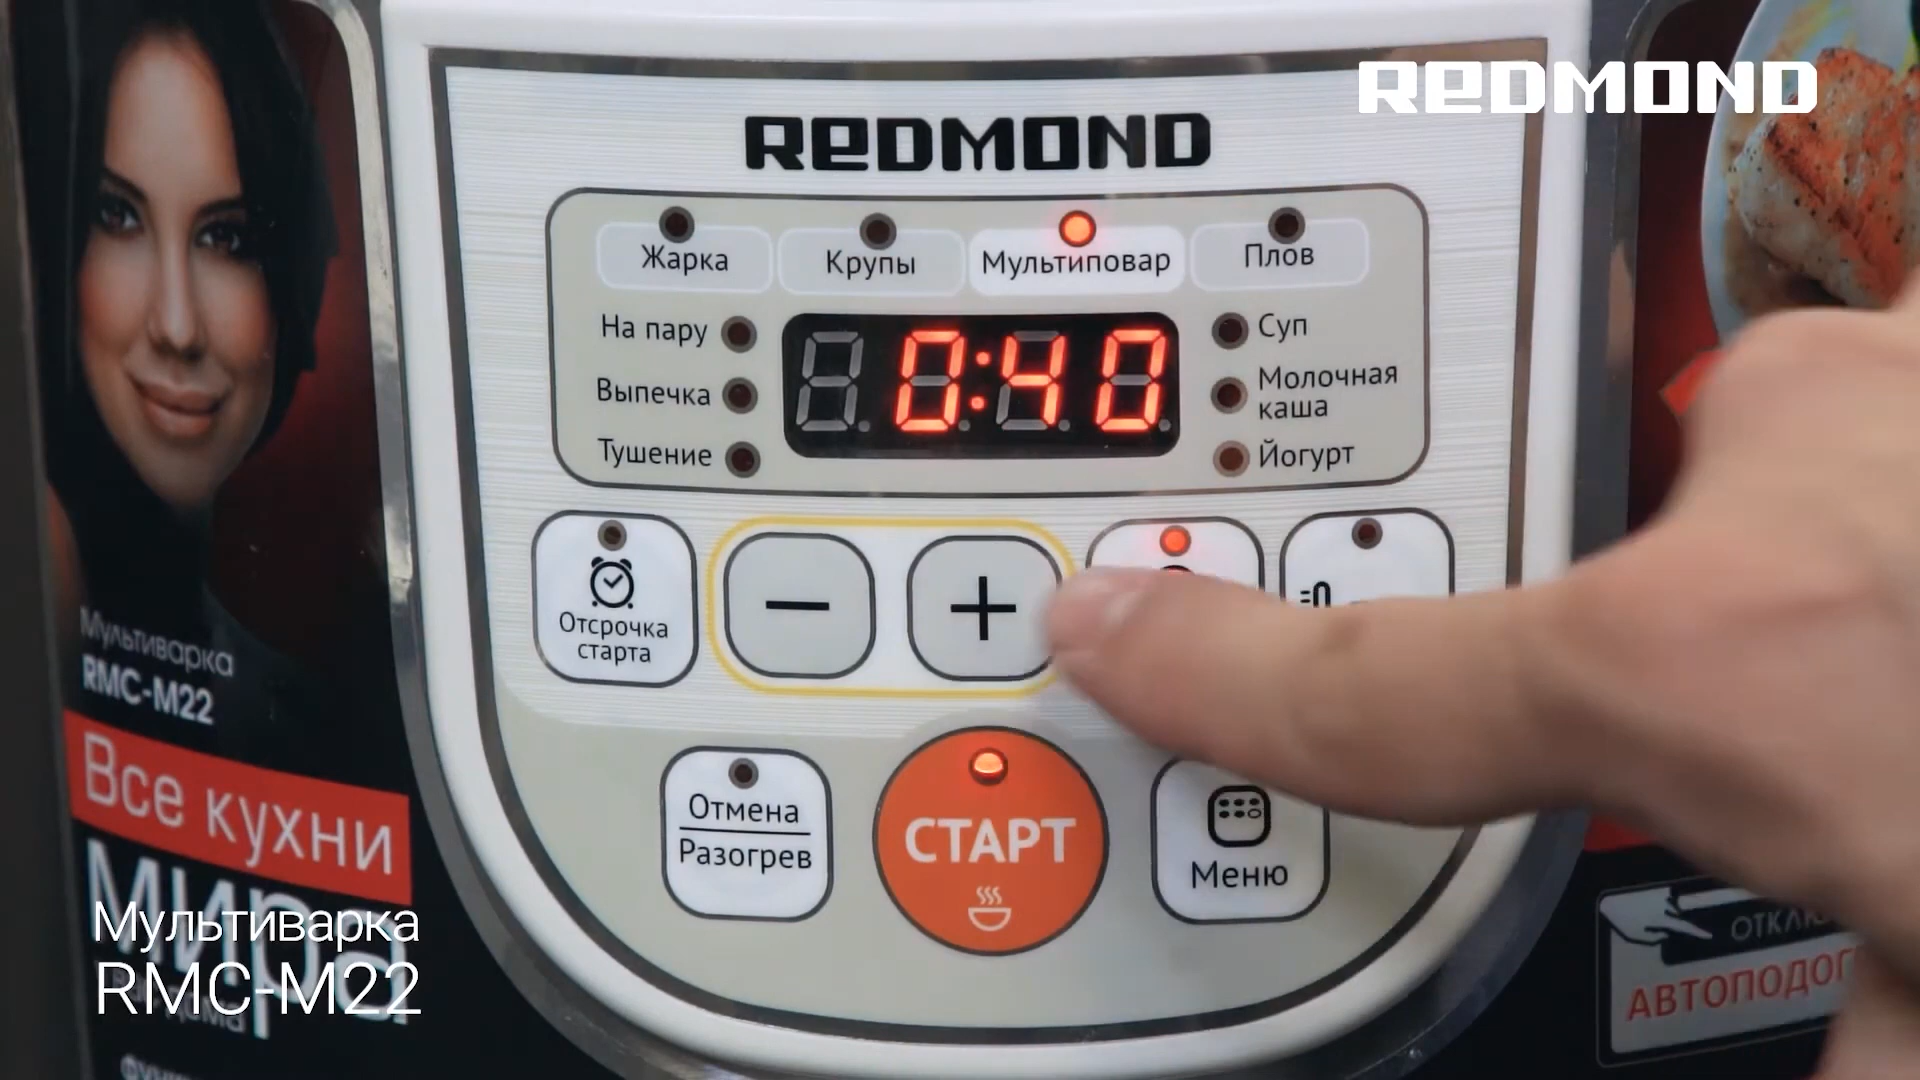 REDMOND
REDMOND
Жарка
Крупы
Мультиповар
Плов
На пару
Выпечка
Тушение
0:40
Суп
Молочная
каша
Йогурт
Отсрочка
старта
−
+
Отмена
Разогрев
СТАРТ
Меню
Мультиварка
RMC-M22
Все кухни
Мира
Мультиварка
RMC-M22